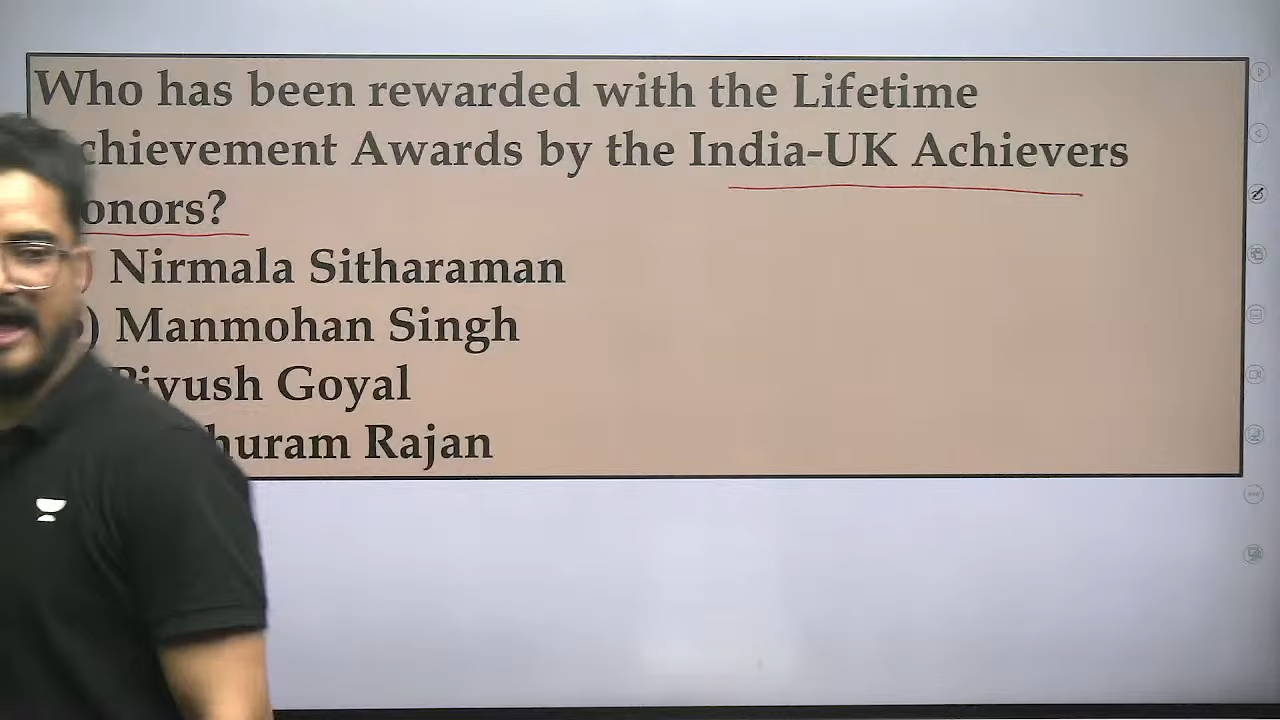 Who has been rewarded with the Lifetime
chievement Awards by the India-UK Achievers
onors?
) Nirmala Sitharaman
) Manmohan Singh
Piyush Goyal
huram Rajan